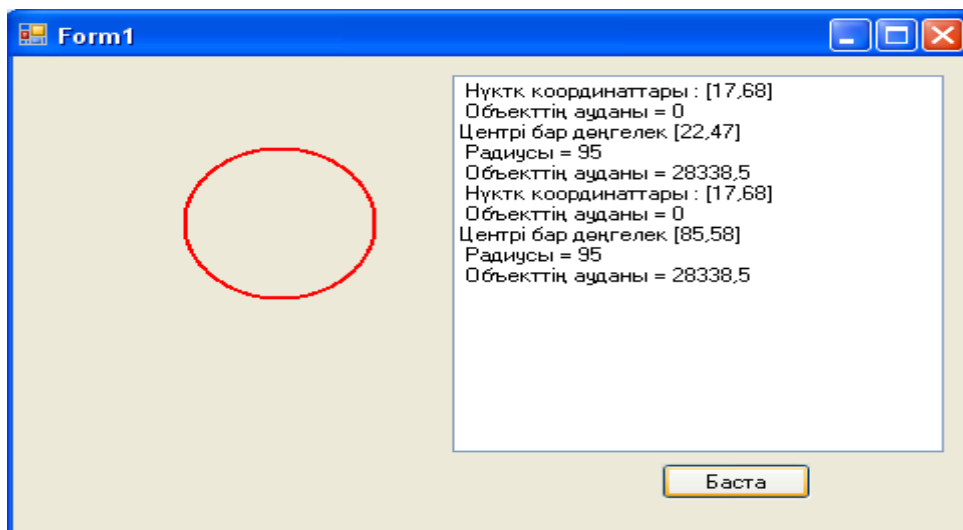 Form1
Нүктк координаттары : [17,68]
Объекттің ауданы = 0
Центрі бар дөңгелек [22,47]
Радиусы = 95
Объекттің ауданы = 28338,5
Нүктк координаттары : [17,68]
Объекттің ауданы = 0
Центрі бар дөңгелек [85,58]
Радиусы = 95
Объекттің ауданы = 28338,5
Баста